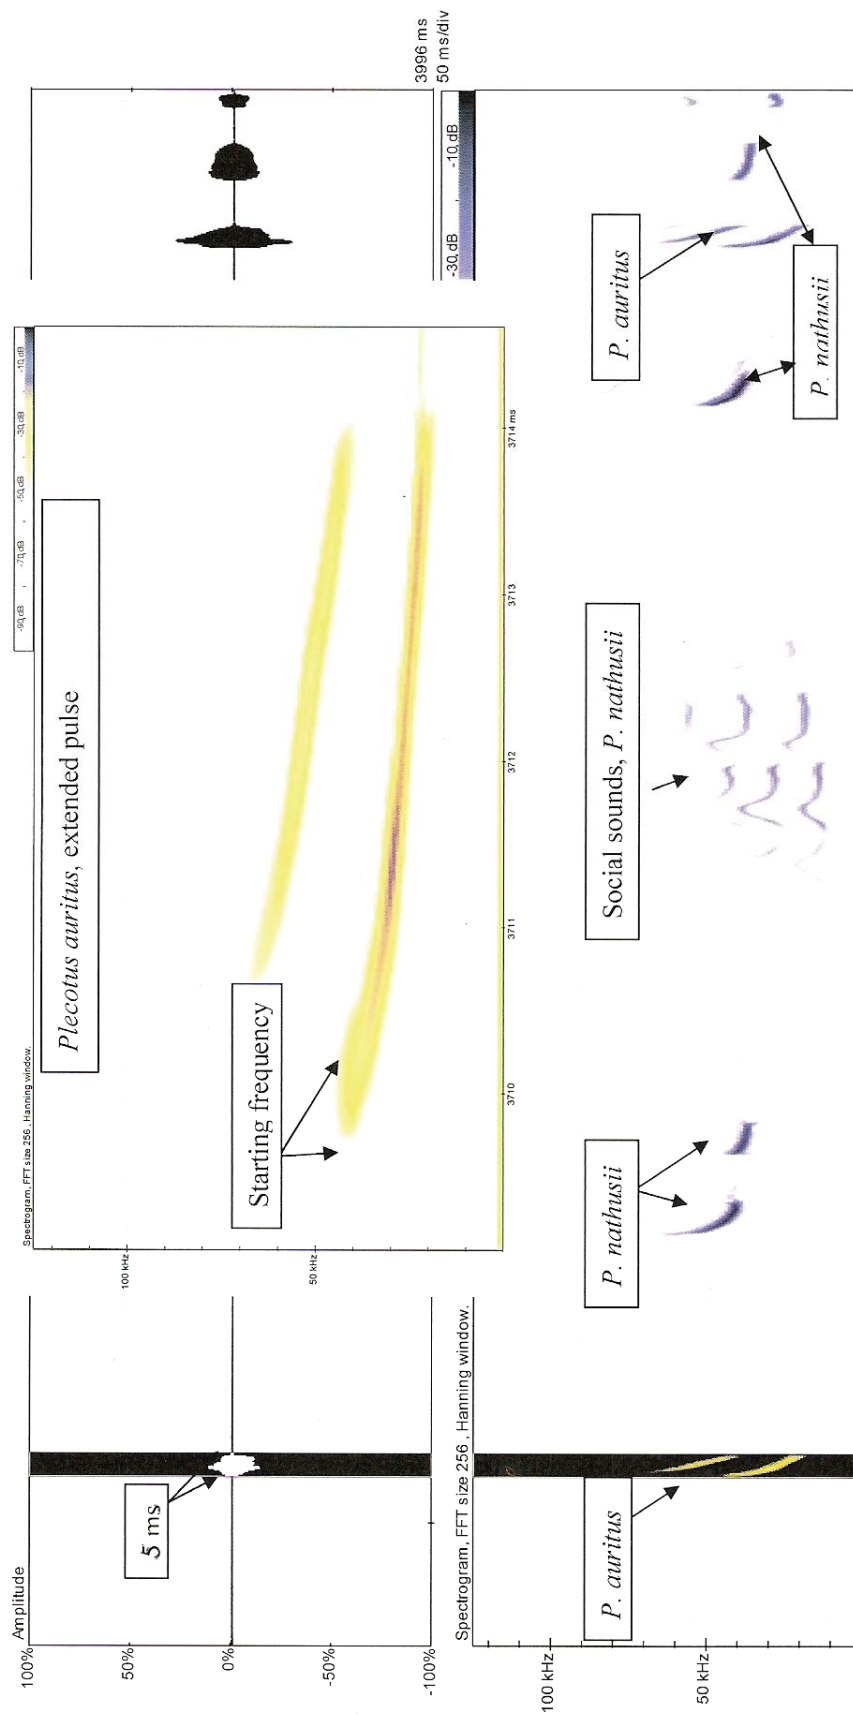 Amplitude
100%
50%
0%
-50%
-100%
5 ms
3996 ms
50 ms/div
Spectrogram, FFT size 256 , Hanning window.
-90, dB
-70, dB
-50, dB
-30, dB
-10, dB
Plecotus auritus, extended pulse
Starting frequency
100 kHz
50 kHz
3710
3711
3712
3713
3714 ms
Spectrogram, FFT size 256 , Hanning window.
-30, dB
-10, dB
100 kHz
50 kHz
P. auritus
P. nathusii
Social sounds, P. nathusii
P. auritus
P. nathusii